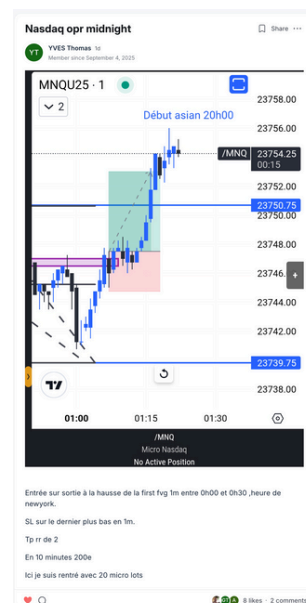 Nasdaq opr midnight
Share
YT
YVES Thomas 1d
Member since September 4, 2025
MNQU25 · 1
2
Début asian 20h00
23758.00
23756.00
/MNQ 23754.25
00:15
23752.00
23750.75
23750.00
23748.00
23746.
23744.00
23742.00
23739.75
23738.00
01:00 01:15 01:30
/MNQ
Micro Nasdaq
No Active Position
Entrée sur sortie à la hausse de la first fvg 1m entre 0h00 et 0h30 ,heure de
newyork.
SL sur le dernier plus bas en 1m.
Tp rr de 2
En 10 minutes 200e
Ici je suis rentré avec 20 micro lots
8 likes · 2 comments